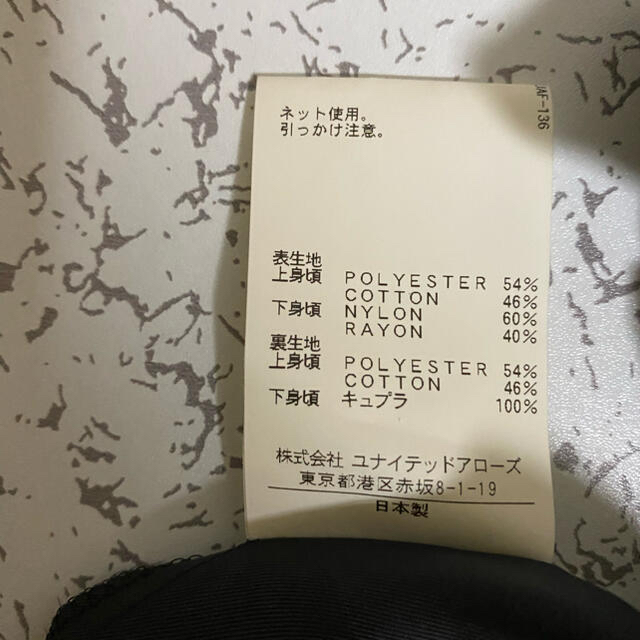 ネット使用。
引っかけ注意。
AF-136
表生地
上身頃 POLYESTER 54%
COTTON 46%
下身頃 NYLON 60%
RAYON 40%
裏生地
上身頃 POLYESTER 54%
COTTON 46%
下身頃 キュプラ 100%
株式会社 ユナイテッドアローズ
東京都港区赤坂8-1-19
日本製